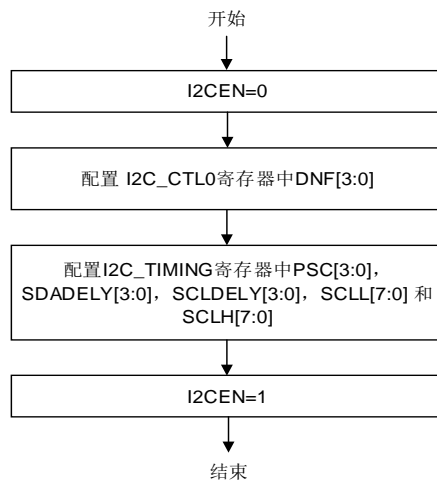 开始
I2CEN=0
配置 I2C_CTL0寄存器中DNF[3:0]
配置I2C_TIMING寄存器中PSC[3:0]，
SDADELY[3:0]，SCLDELY[3:0]，SCLL[7:0] 和
SCLH[7:0]
I2CEN=1
结束